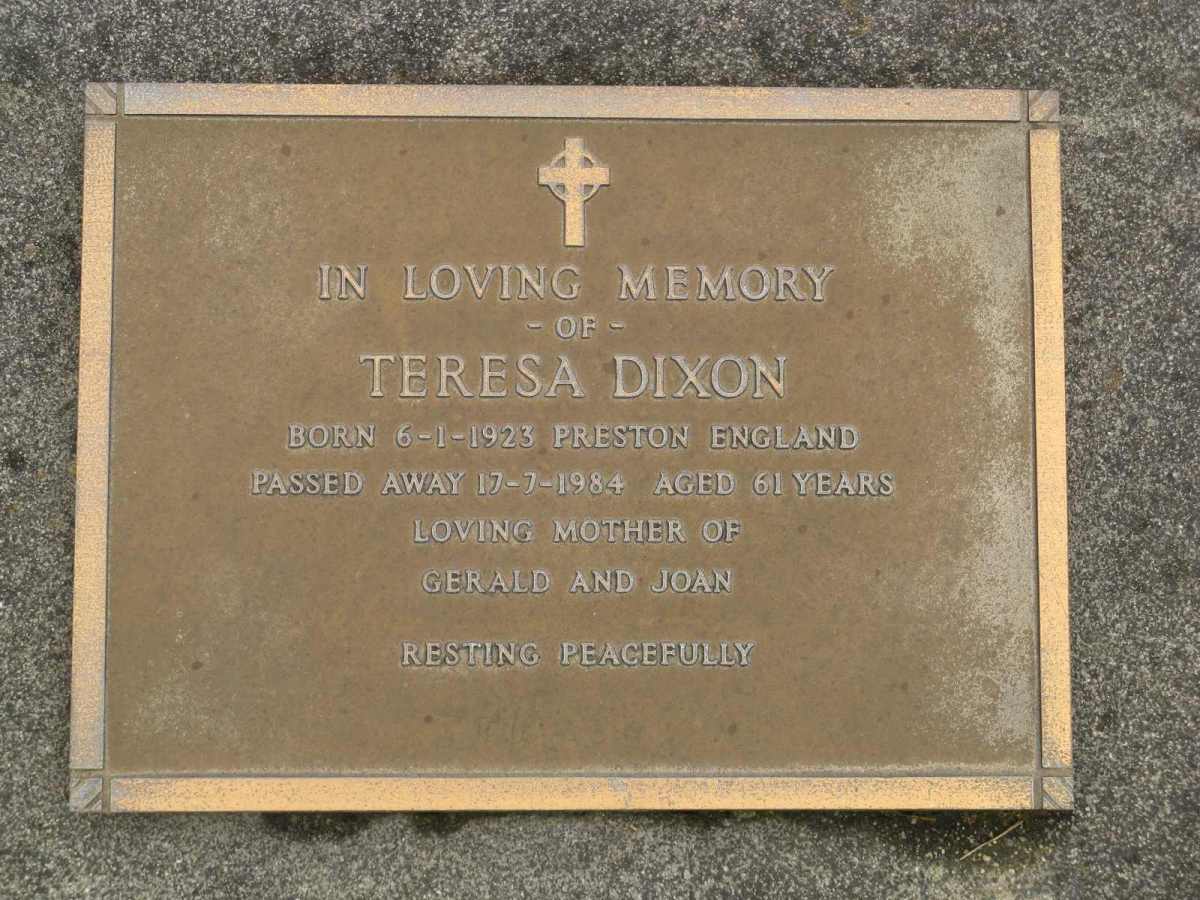 IN LOVING MEMORY
- OF -
TERESA DIXON
BORN 6-1-1923 PRESTON ENGLAND
PASSED AWAY 17-7-1984 AGED 61 YEARS
LOVING MOTHER OF
GERALD AND JOAN
RESTING PEACEFULLY